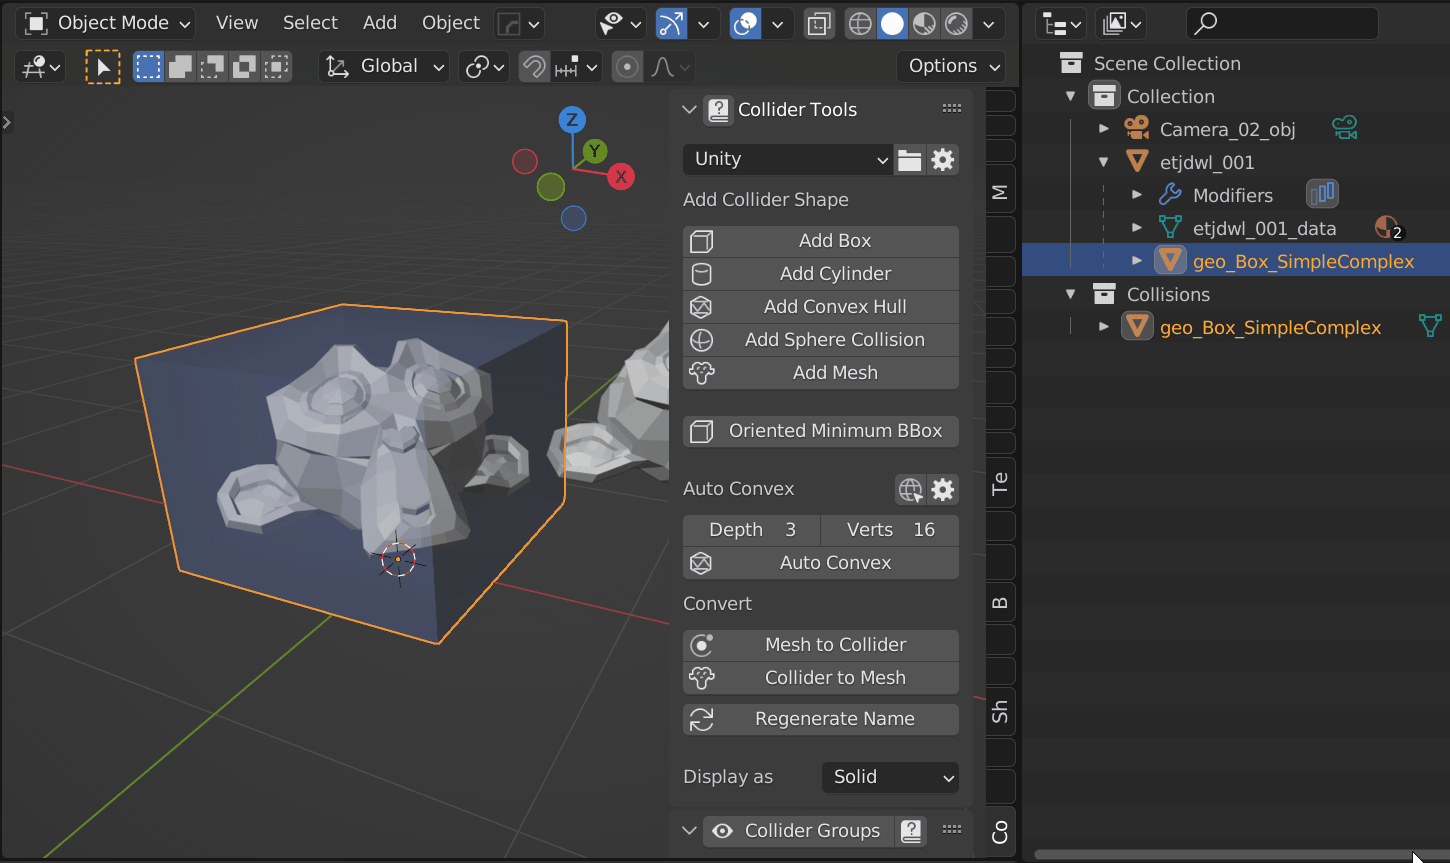 Object Mode View Select Add Object
Global Options
Z
Y
X
Collider Tools
Unity
Add Collider Shape
Add Box
Add Cylinder
Add Convex Hull
Add Sphere Collision
Add Mesh
Oriented Minimum BBox
Auto Convex
Depth 3 Verts 16
Auto Convex
Convert
Mesh to Collider
Collider to Mesh
Regenerate Name
Display as Solid
Collider Groups
M
Te
B
Sh
Co
Scene Collection
Collection
Camera_02_obj
etjdwl_001
Modifiers
etjdwl_001_data 2
geo_Box_SimpleComplex
Collisions
geo_Box_SimpleComplex